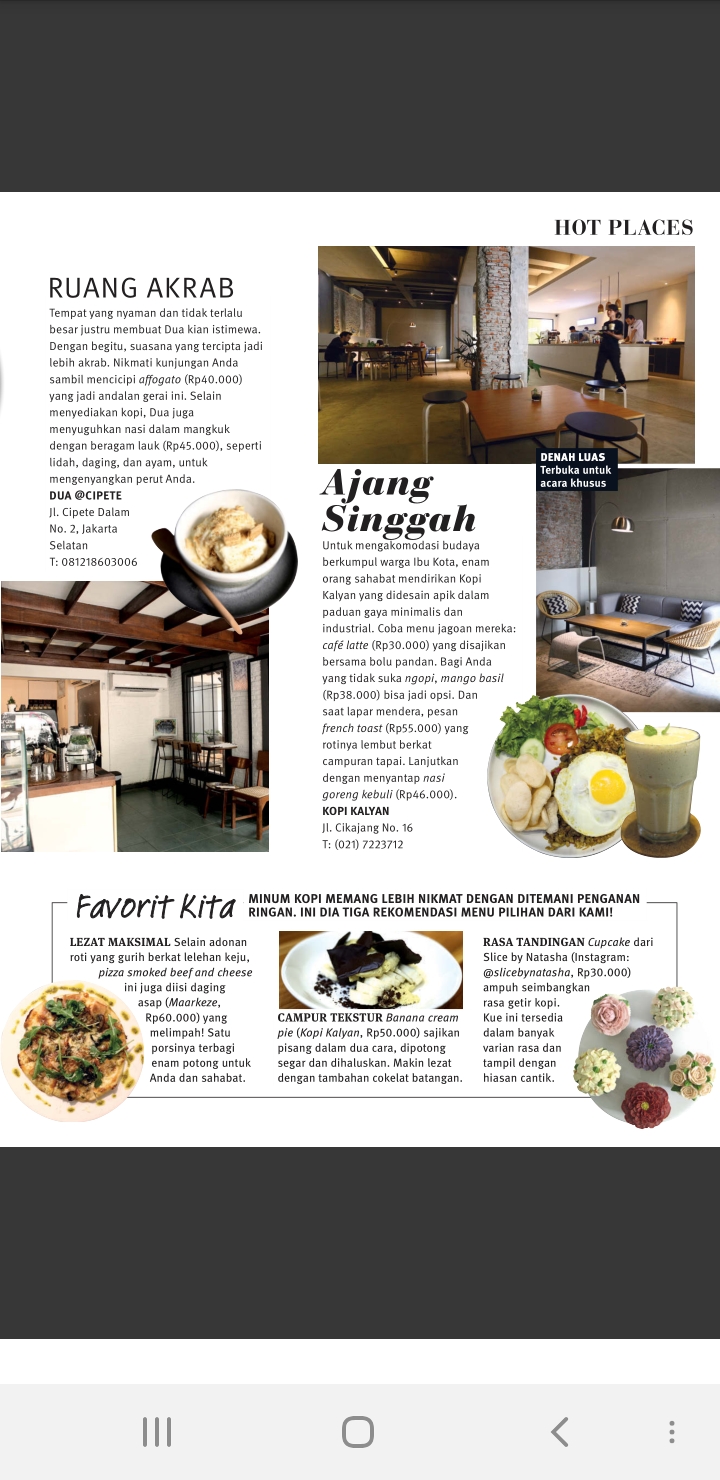 HOT PLACES
RUANG AKRAB
Tempat yang nyaman dan tidak terlalu
besar justru membuat Dua kian istimewa.
Dengan begitu, suasana yang tercipta jadi
lebih akrab. Nikmati kunjungan Anda
sambil mencicipi affogato (Rp40.000)
yang jadi andalan gerai ini. Selain
menyediakan kopi, Dua juga
menyuguhkan nasi dalam mangkuk
dengan beragam lauk (Rp45.000), seperti
lidah, daging, dan ayam, untuk
mengenyangkan perut Anda.
DUA @CIPETE
Jl. Cipete Dalam
No. 2, Jakarta
Selatan
T: 081218603006
DENAH LUAS
Terbuka untuk
acara khusus
Ajang
Singgah
Untuk mengakomodasi budaya
berkumpul warga Ibu Kota, enam
orang sahabat mendirikan Kopi
Kalyan yang didesain apik dalam
paduan gaya minimalis dan
industrial. Coba menu jagoan mereka:
café latte (Rp30.000) yang disajikan
bersama bolu pandan. Bagi Anda
yang tidak suka ngopi, mango basil
(Rp38.000) bisa jadi opsi. Dan
saat lapar mendera, pesan
french toast (Rp55.000) yang
rotinya lembut berkat
campuran tapai. Lanjutkan
dengan menyantap nasi
goreng kebuli (Rp46.000).
KOPI KALYAN
Jl. Cikajang No. 16
T: (021) 7223712
Favorit Kita
MINUM KOPI MEMANG LEBIH NIKMAT DENGAN DITEMANI PENGANAN
RINGAN. INI DIA TIGA REKOMENDASI MENU PILIHAN DARI KAMI!
LEZAT MAKSIMAL Selain adonan
roti yang gurih berkat lelehan keju,
pizza smoked beef and cheese
ini juga diisi daging
asap (Maarkeze,
Rp60.000) yang
melimpah! Satu
porsinya terbagi
enam potong untuk
Anda dan sahabat.
CAMPUR TEKSTUR Banana cream
pie (Kopi Kalyan, Rp50.000) sajikan
pisang dalam dua cara, dipotong
segar dan dihaluskan. Makin lezat
dengan tambahan cokelat batangan.
RASA TANDINGAN Cupcake dari
Slice by Natasha (Instagram:
@slicebynatasha, Rp30.000)
ampuh seimbangkan
rasa getir kopi.
Kue ini tersedia
dalam banyak
varian rasa dan
tampil dengan
hiasan cantik.